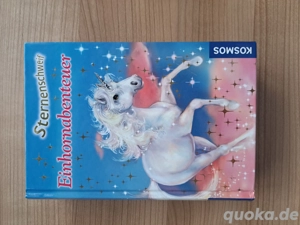 KOSMOS
Sternenschweif
Einhornabenteuer
quoka.de